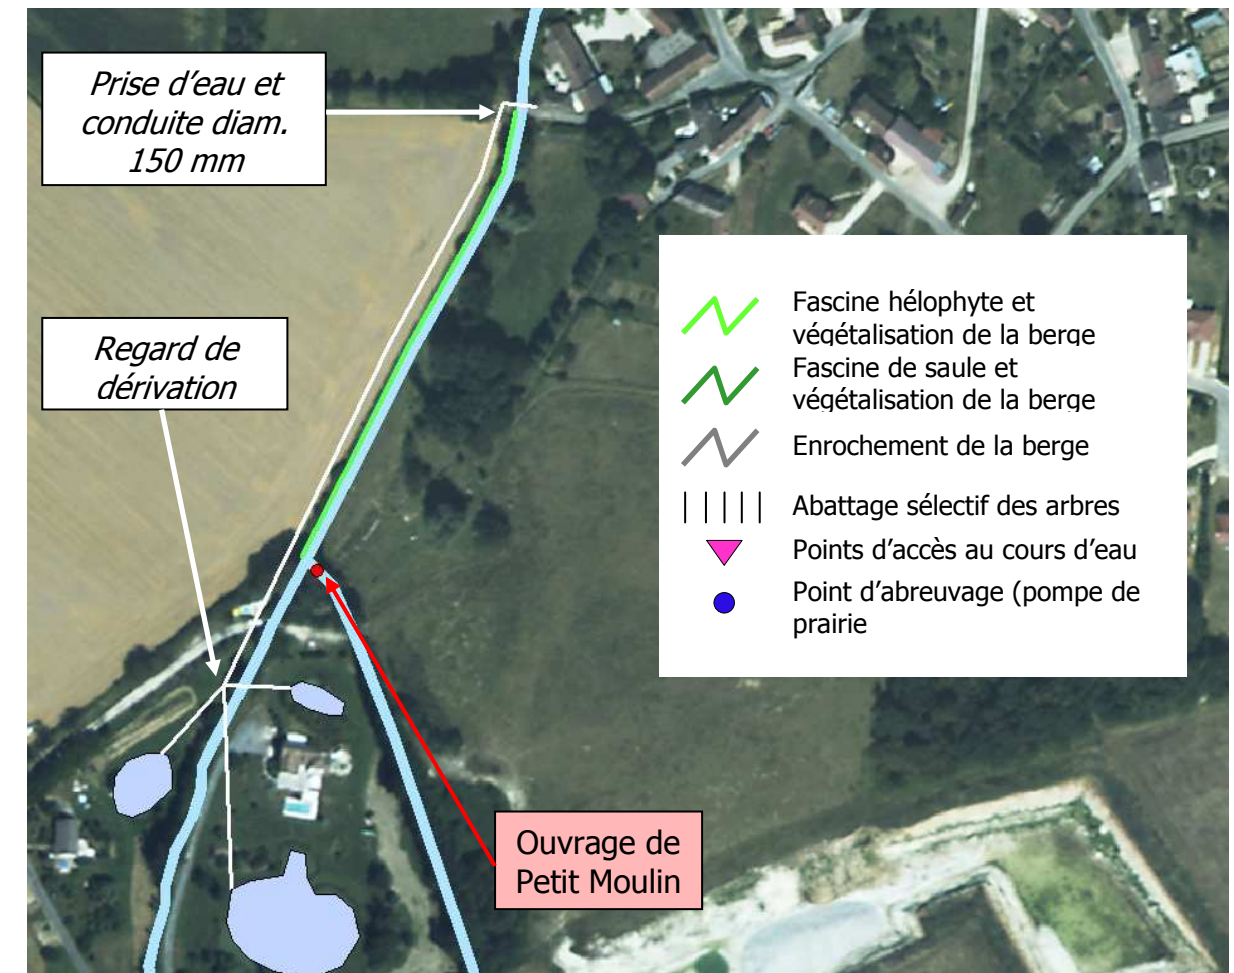 Prise d'eau et
conduite diam.
150 mm
Regard de
dérivation
Fascine hélophyte et
végétalisation de la berge
Fascine de saule et
végétalisation de la berge
Enrochement de la berge
Abattage sélectif des arbres
Points d'accès au cours d'eau
Point d'abreuvage (pompe de
prairie
Ouvrage de
Petit Moulin